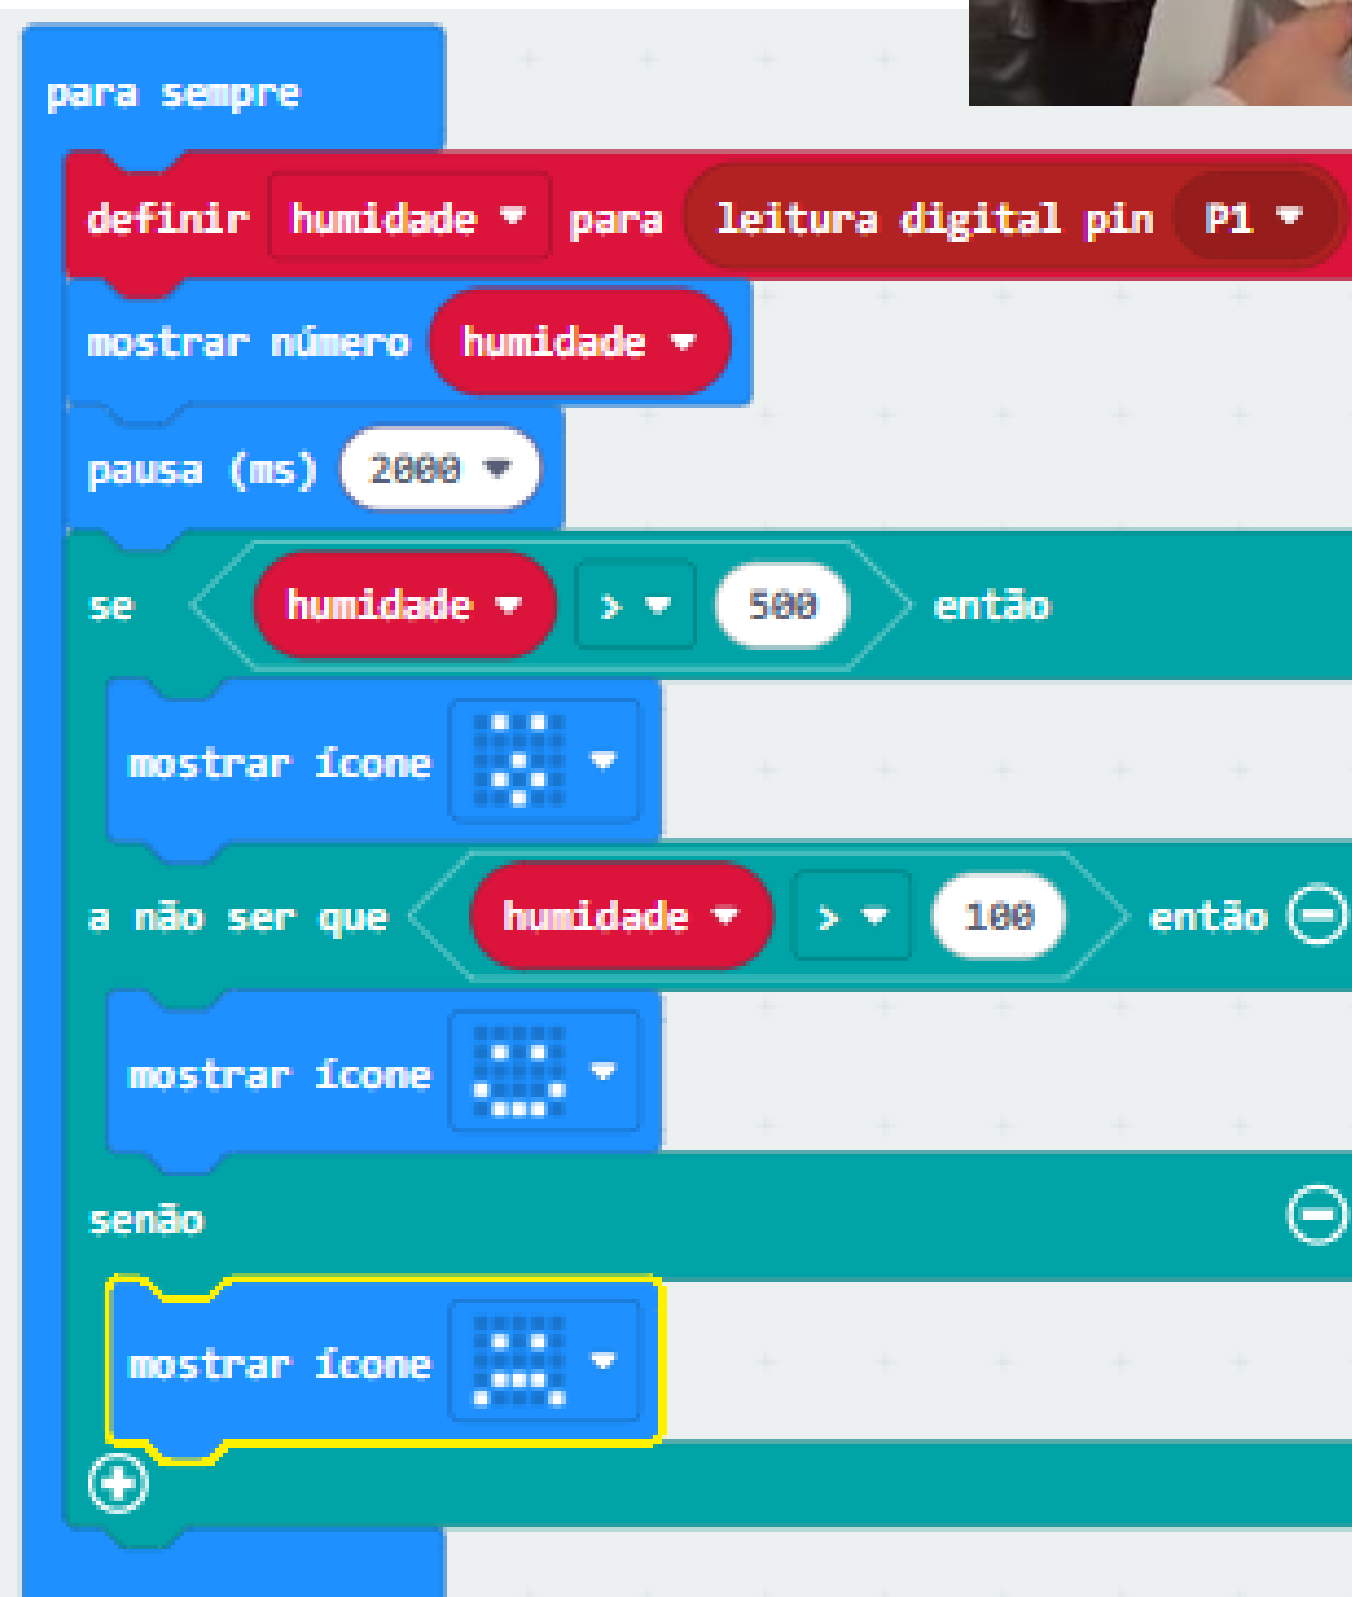 para sempre
definir humidade para leitura digital pin P1
mostrar número humidade
pausa (ms) 2000
se humidade > 500 então
mostrar ícone
a não ser que humidade > 100 então
mostrar ícone
senão
mostrar ícone